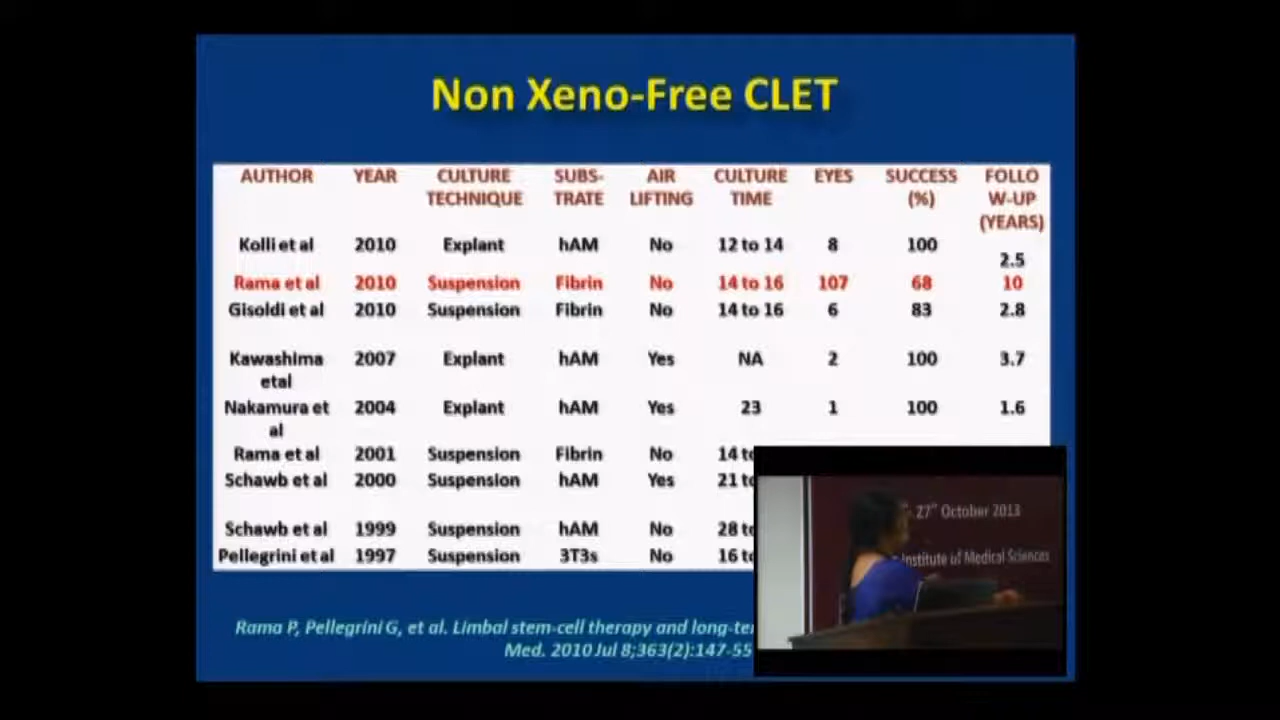 Non Xeno-Free CLET
AUTHOR YEAR CULTURE TECHNIQUE SUBS-TRATE AIR LIFTING CULTURE TIME EYES SUCCESS (%) FOLLO W-UP (YEARS)
Kolli et al 2010 Explant hAM No 12 to 14 8 100 2.5
Rama et al 2010 Suspension Fibrin No 14 to 16 107 68 10
Gisoldi et al 2010 Suspension Fibrin No 14 to 16 6 83 2.8
Kawashima etal 2007 Explant hAM Yes NA 2 100 3.7
Nakamura et al 2004 Explant hAM Yes 23 1 100 1.6
Rama et al 2001 Suspension Fibrin No 14
Schawb et al 2000 Suspension hAM Yes 21
Schawb et al 1999 Suspension hAM No 28
Pellegrini et al 1997 Suspension 3T3s No 16
Rama P, Pellegrini G, et al. Limbal stem-cell therapy and
Med. 2010 Jul 8;363(2):147-55
27th October 2013
Institute of Medical Sciences